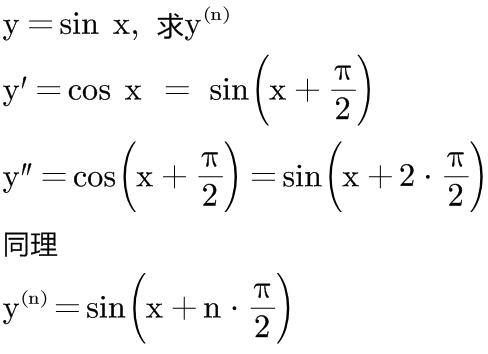 y = sin x, 求y⁽ⁿ⁾
y′ = cos x = sin(x + π/2)
y″ = cos(x + π/2) = sin(x + 2 · π/2)
同理
y⁽ⁿ⁾ = sin(x + n · π/2)